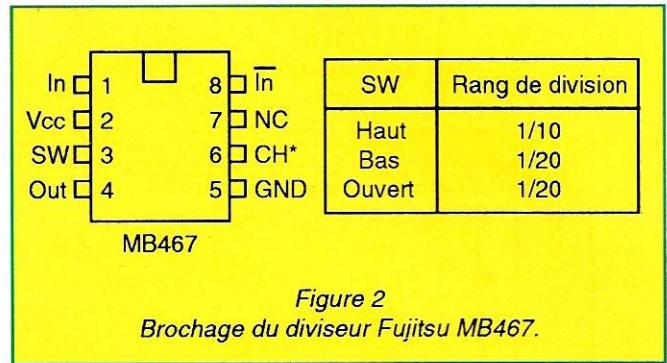 In 1 8 I̅n̅
Vcc 2 7 NC
SW 3 6 CH*
Out 4 5 GND
MB467
SW Rang de division
Haut 1/10
Bas 1/20
Ouvert 1/20
Figure 2
Brochage du diviseur Fujitsu MB467.